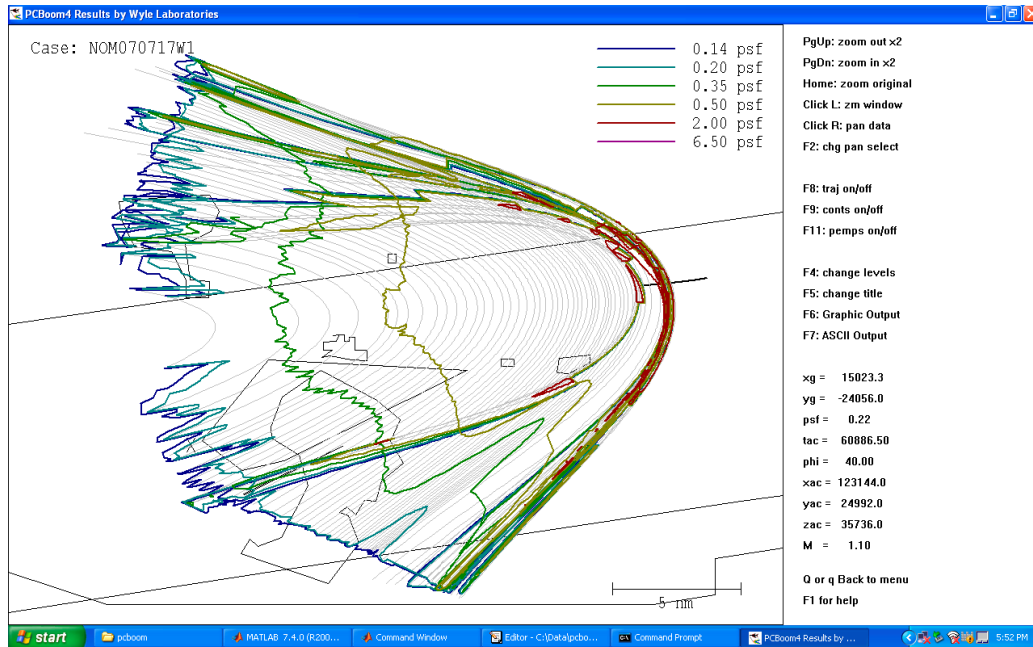 PCBoom4 Results by Wyle Laboratories
Case: NOM070717W1
0.14 psf
0.20 psf
0.35 psf
0.50 psf
2.00 psf
6.50 psf
5 nm
PgUp: zoom out x2
PgDn: zoom in x2
Home: zoom original
Click L: zm window
Click R: pan data
F2: chg pan select
F8: traj on/off
F9: conts on/off
F11: pemps on/off
F4: change levels
F5: change title
F6: Graphic Output
F7: ASCII Output
xg = 15023.3
yg = -24056.0
psf = 0.22
tac = 60886.50
phi = 40.00
xac = 123144.0
yac = 24992.0
zac = 35736.0
M = 1.10
Q or q Back to menu
F1 for help
start
pcboom
MATLAB 7.4.0 (R200...
Command Window
Editor - C:\Data\pcbo...
Command Prompt
PCBoom4 Results by ...
5:52 PM